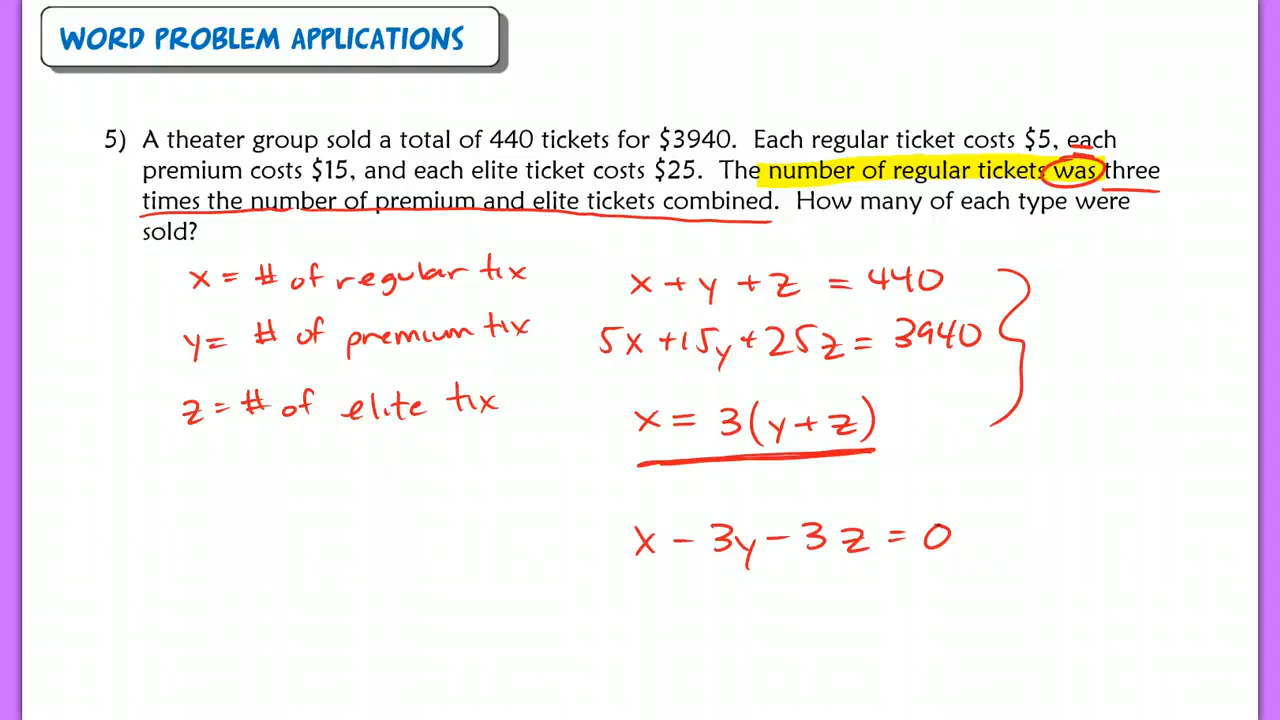 WORD PROBLEM APPLICATIONS
5) A theater group sold a total of 440 tickets for $3940. Each regular ticket costs $5, each
premium costs $15, and each elite ticket costs $25. The number of regular tickets was three
times the number of premium and elite tickets combined. How many of each type were
sold?
x = # of regular tix
y = # of premium tix
z = # of elite tix
x + y + z = 440
5x + 15y + 25z = 3940
x = 3(y + z)
x - 3y - 3z = 0